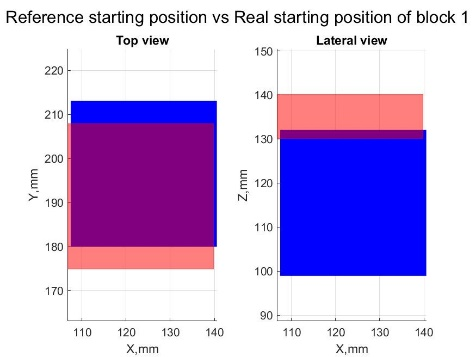 Reference starting position vs Real starting position of block 1
Top view
Lateral view
220
210
200
190
180
170
Y,mm
110 120 130 140
X,mm
150
140
130
120
110
100
90
Z,mm
110 120 130 140
X,mm